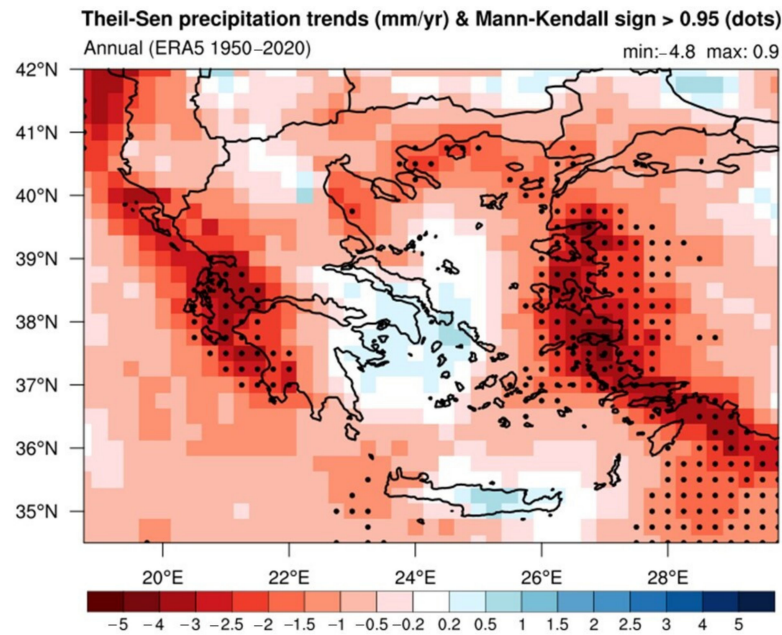 Theil-Sen precipitation trends (mm/yr) & Mann-Kendall sign > 0.95 (dots)
Annual (ERA5 1950–2020)
min:−4.8 max: 0.9
42°N
41°N
40°N
39°N
38°N
37°N
36°N
35°N
20°E 22°E 24°E 26°E 28°E
−5 −4 −3 −2.5 −2 −1.5 −1 −0.5 −0.2 0.2 0.5 1 1.5 2 2.5 3 4 5